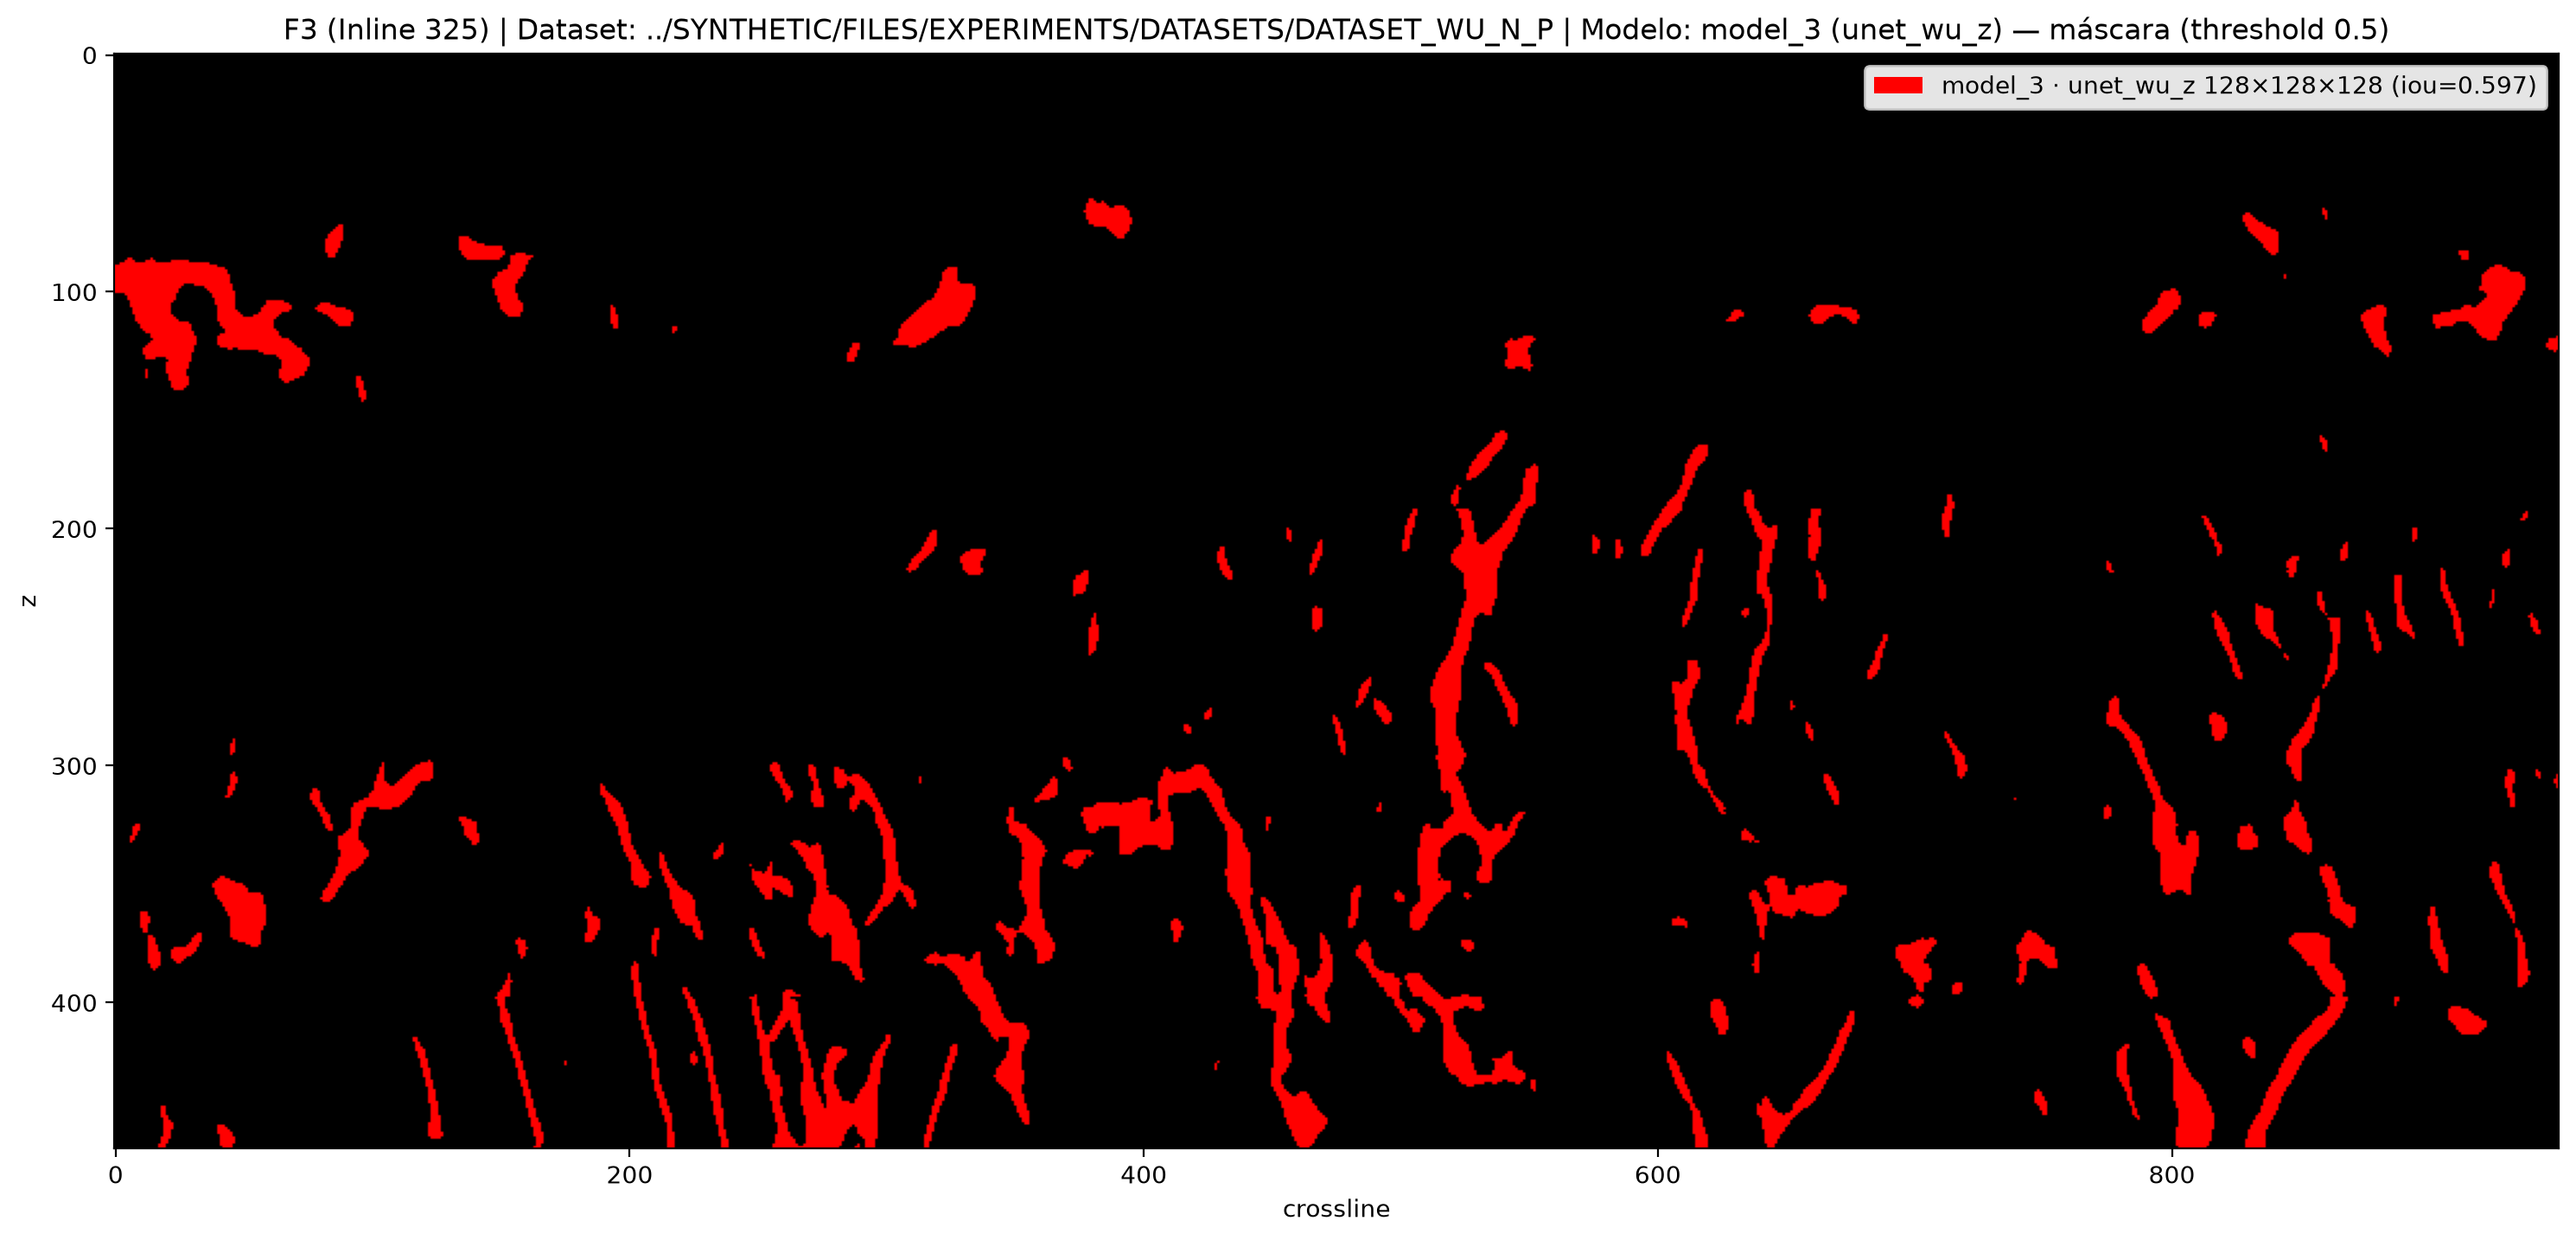 F3 (Inline 325) | Dataset: ../SYNTHETIC/FILES/EXPERIMENTS/DATASETS/DATASET_WU_N_P | Modelo: model_3 (unet_wu_z) — máscara (threshold 0.5)
model_3 · unet_wu_z 128×128×128 (iou=0.597)
0
100
200
300
400
z
0 200 400 600 800
crossline